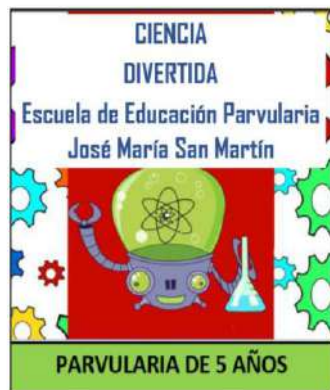 CIENCIA
DIVERTIDA
Escuela de Educación Parvularia
José María San Martín
PARVULARIA DE 5 AÑOS